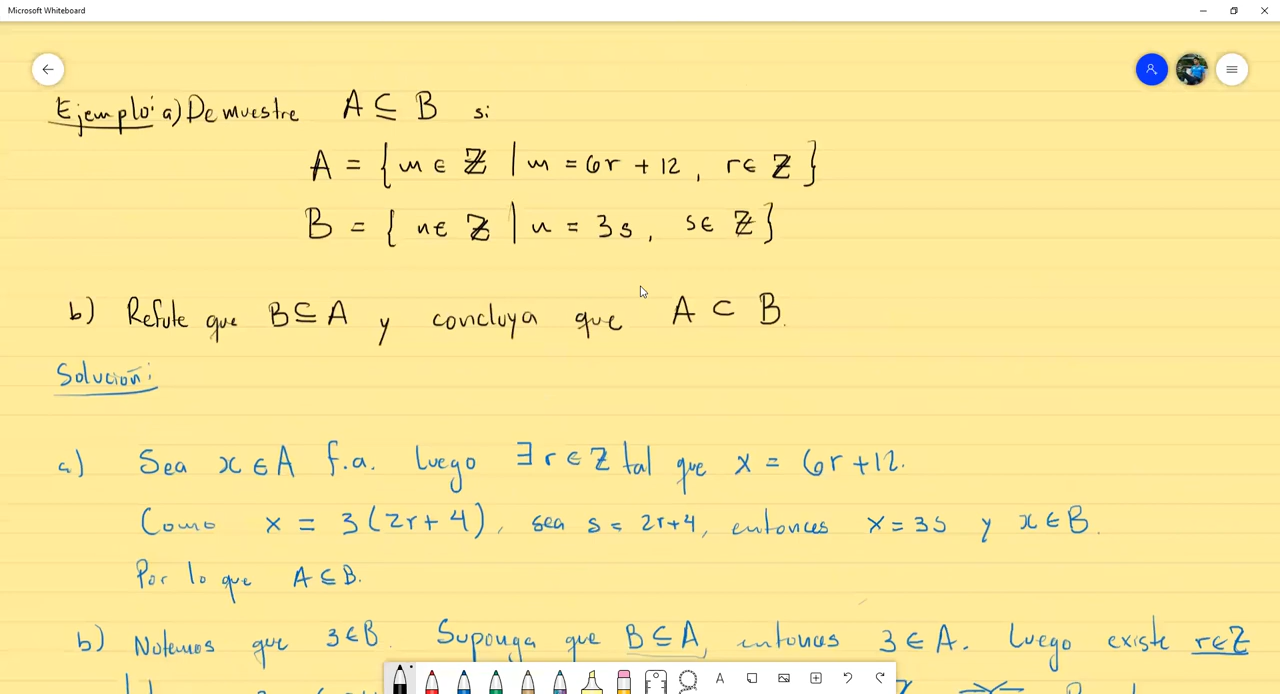 Microsoft Whiteboard
Ejemplo: a) Demuestre A ⊆ B si
A = { m ∈ ℤ | m = 6r + 12, r ∈ ℤ }
B = { n ∈ ℤ | n = 3s, s ∈ ℤ }
b) Refute que B ⊆ A y concluya que A ⊂ B.
Solución:
a) Sea x ∈ A f.a. Luego ∃ r ∈ ℤ tal que x = 6r + 12.
Como x = 3(2r + 4), sea s = 2r+4, entonces x = 3s y x ∈ B.
Por lo que A ⊆ B.
b) Notemos que 3 ∈ B. Suponga que B ⊆ A, entonces 3 ∈ A. Luego existe r ∈ ℤ